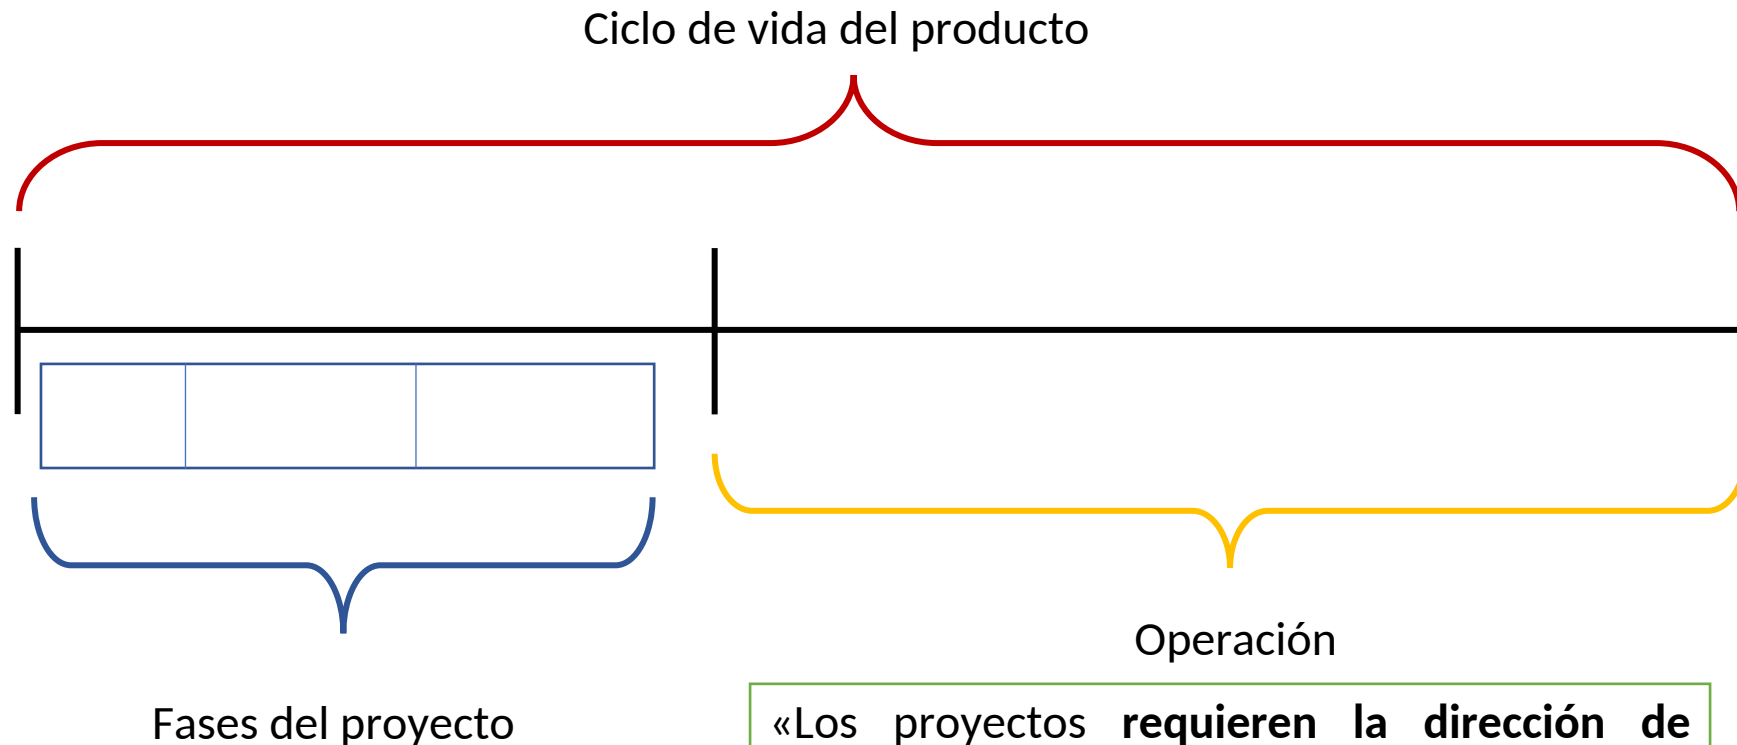 Ciclo de vida del producto
Operación
Fases del proyecto
«Los proyectos requieren la dirección de